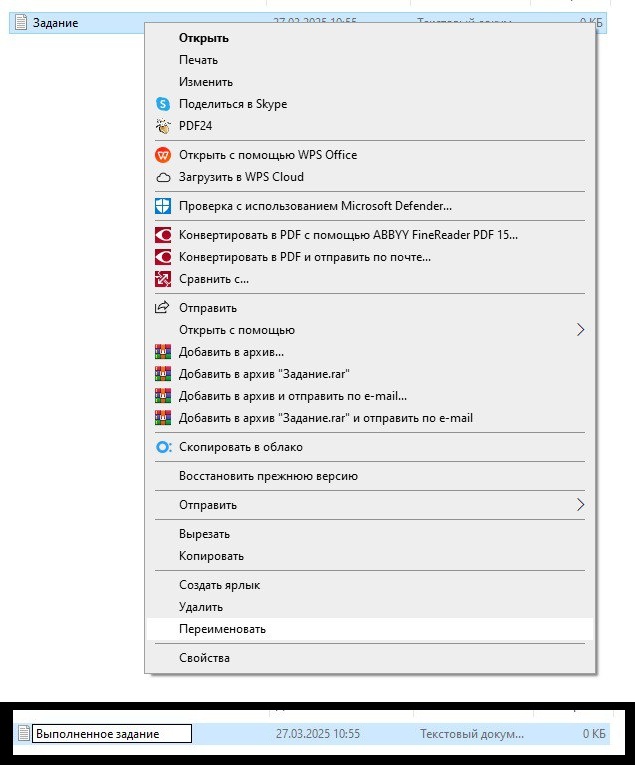 Задание 27.03.2025 10:55 Текстовый докум... 0 КБ
Открыть
Печать
Изменить
Поделиться в Skype
PDF24
Открыть с помощью WPS Office
Загрузить в WPS Cloud
Проверка с использованием Microsoft Defender...
Конвертировать в PDF с помощью ABBYY FineReader PDF 15...
Конвертировать в PDF и отправить по почте...
Сравнить с...
Отправить
Открыть с помощью
Добавить в архив...
Добавить в архив "Задание.rar"
Добавить в архив и отправить по e-mail...
Добавить в архив "Задание.rar" и отправить по e-mail
Скопировать в облако
Восстановить прежнюю версию
Отправить
Вырезать
Копировать
Создать ярлык
Удалить
Переименовать
Свойства
Выполненное задание 27.03.2025 10:55 Текстовый докум... 0 КБ